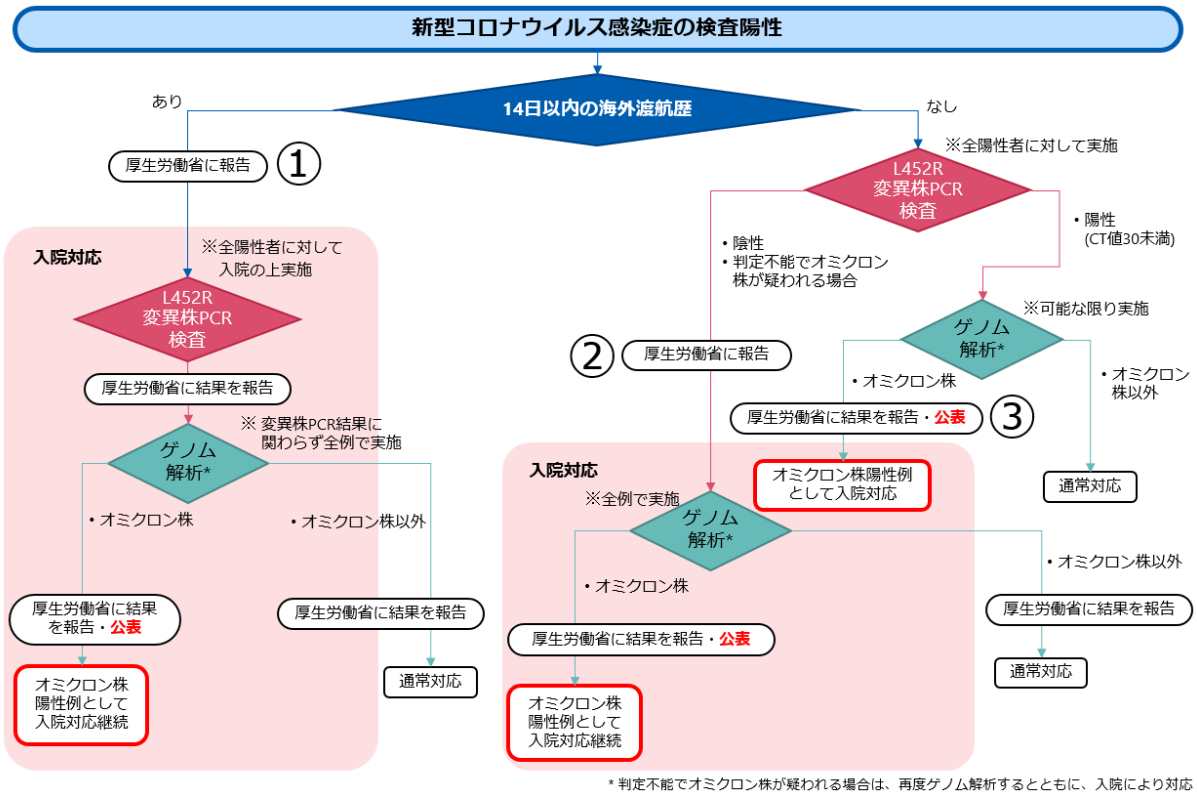 新型コロナウイルス感染症の検査陽性
14日以内の海外渡航歴
あり
なし
厚生労働省に報告
①
入院対応
※全陽性者に対して
入院の上実施
L452R
変異株PCR
検査
厚生労働省に結果を報告
※ 変異株PCR結果に
関わらず全例で実施
ゲノム
解析*
・オミクロン株
・オミクロン株以外
厚生労働省に結果
を報告・公表
厚生労働省に結果を報告
オミクロン株
陽性例として
入院対応継続
通常対応
※全陽性者に対して実施
L452R
変異株PCR
検査
・陰性
・判定不能でオミクロン
株が疑われる場合
・陽性
(CT値30未満)
②
厚生労働省に報告
※可能な限り実施
ゲノム
解析*
・オミクロン株
・オミクロン
株以外
厚生労働省に結果を報告・公表
③
オミクロン株陽性例
として入院対応
通常対応
入院対応
※全例で実施
ゲノム
解析*
・オミクロン株
・オミクロン株以外
厚生労働省に結果を報告・公表
厚生労働省に結果を報告
オミクロン株
陽性例として
入院対応継続
通常対応
* 判定不能でオミクロン株が疑われる場合は、再度ゲノム解析するとともに、入院により対応